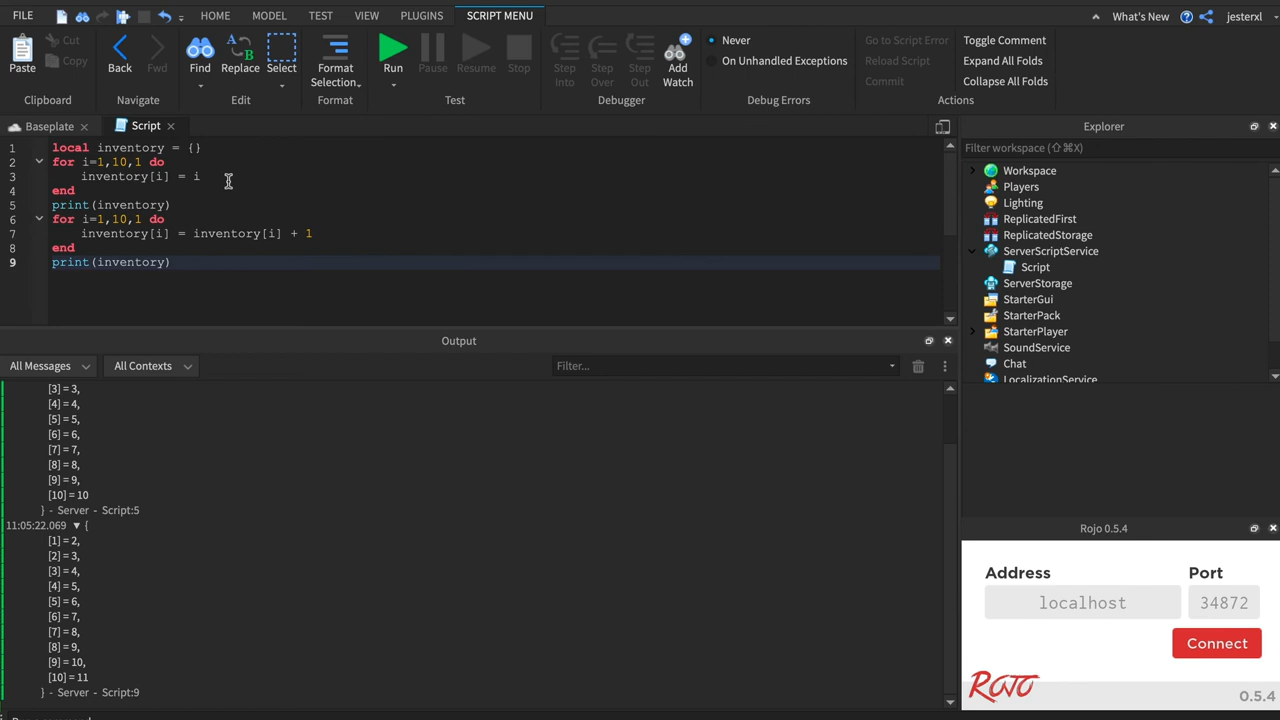 FILE HOME MODEL TEST VIEW PLUGINS SCRIPT MENU What's New jesterxl
Paste Cut Copy Back Fwd Find Replace Select Format Selection Run Pause Resume Stop Step Into Step Over Step Out Add Watch Never On Unhandled Exceptions Go to Script Error Reload Script Commit Toggle Comment Expand All Folds Collapse All Folds
Clipboard Navigate Edit Format Test Debugger Debug Errors Actions
Baseplate Script
1 local inventory = {}
2 for i=1,10,1 do
3 inventory[i] = i
4 end
5 print(inventory)
6 for i=1,10,1 do
7 inventory[i] = inventory[i] + 1
8 end
9 print(inventory)
Output
All Messages All Contexts Filter...
[3] = 3,
[4] = 4,
[5] = 5,
[6] = 6,
[7] = 7,
[8] = 8,
[9] = 9,
[10] = 10
} - Server - Script:5
11:05:22.069 ▼ {
[1] = 2,
[2] = 3,
[3] = 4,
[4] = 5,
[5] = 6,
[6] = 7,
[7] = 8,
[8] = 9,
[9] = 10,
[10] = 11
} - Server - Script:9
Explorer
Filter workspace (⇧⌘X)
Workspace
Players
Lighting
ReplicatedFirst
ReplicatedStorage
ServerScriptService
Script
ServerStorage
StarterGui
StarterPack
StarterPlayer
SoundService
Chat
LocalizationService
Rojo 0.5.4
Address Port
localhost 34872
Connect
ROJO 0.5.4